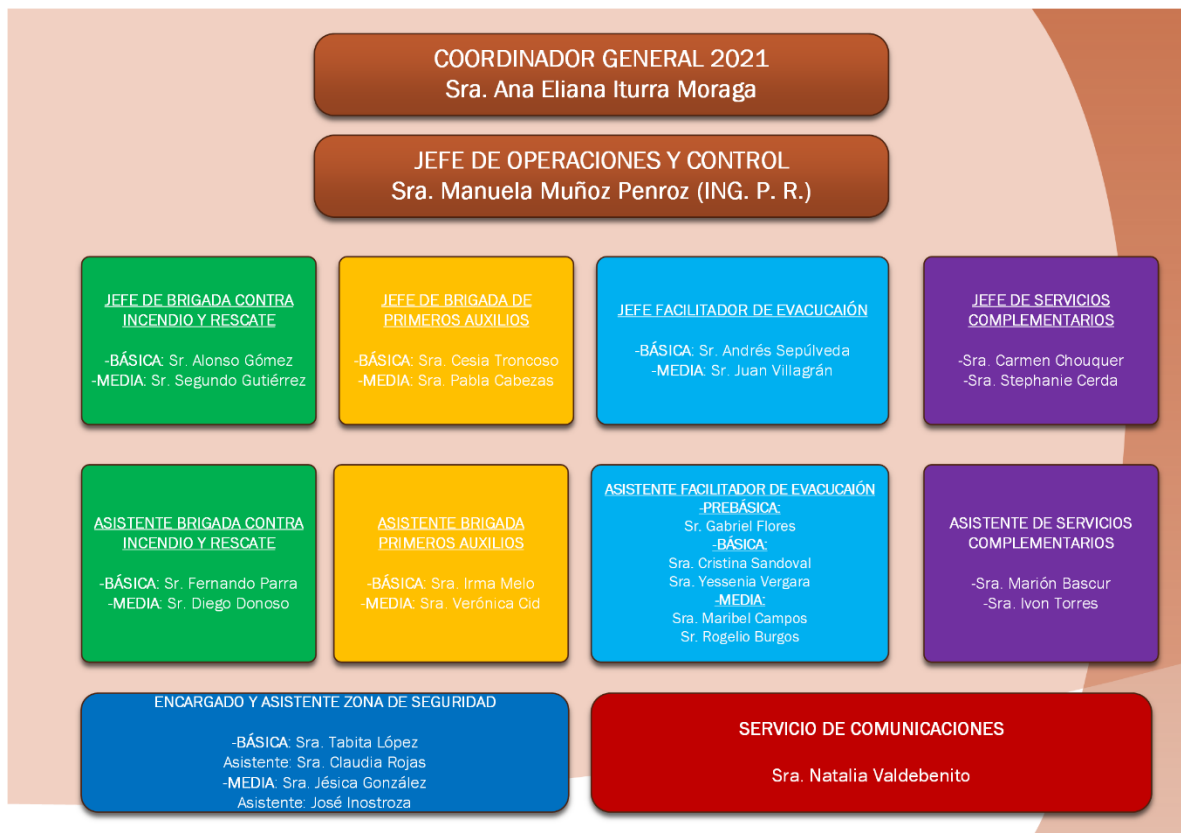 COORDINADOR GENERAL 2021
Sra. Ana Eliana Iturra Moraga
JEFE DE OPERACIONES Y CONTROL
Sra. Manuela Muñoz Penroz (ING. P. R.)
JEFE DE BRIGADA CONTRA
INCENDIO Y RESCATE
-BÁSICA: Sr. Alonso Gómez
-MEDIA: Sr. Segundo Gutiérrez
JEFE DE BRIGADA DE
PRIMEROS AUXILIOS
-BÁSICA: Sra. Cesia Troncoso
-MEDIA: Sra. Pabla Cabezas
JEFE FACILITADOR DE EVACUCAIÓN
-BÁSICA: Sr. Andrés Sepúlveda
-MEDIA: Sr. Juan Villagrán
JEFE DE SERVICIOS
COMPLEMENTARIOS
-Sra. Carmen Chouquer
-Sra. Stephanie Cerda
ASISTENTE BRIGADA CONTRA
INCENDIO Y RESCATE
-BÁSICA: Sr. Fernando Parra
-MEDIA: Sr. Diego Donoso
ASISTENTE BRIGADA
PRIMEROS AUXILIOS
-BÁSICA: Sra. Irma Melo
-MEDIA: Sra. Verónica Cid
ASISTENTE FACILITADOR DE EVACUCAIÓN
-PREBÁSICA:
Sr. Gabriel Flores
-BÁSICA:
Sra. Cristina Sandoval
Sra. Yessenia Vergara
-MEDIA:
Sra. Maribel Campos
Sr. Rogelio Burgos
ASISTENTE DE SERVICIOS
COMPLEMENTARIOS
-Sra. Marión Bascur
-Sra. Ivon Torres
ENCARGADO Y ASISTENTE ZONA DE SEGURIDAD
-BÁSICA: Sra. Tabita López
Asistente: Sra. Claudia Rojas
-MEDIA: Sra. Jésica González
Asistente: José Inostroza
SERVICIO DE COMUNICACIONES
Sra. Natalia Valdebenito